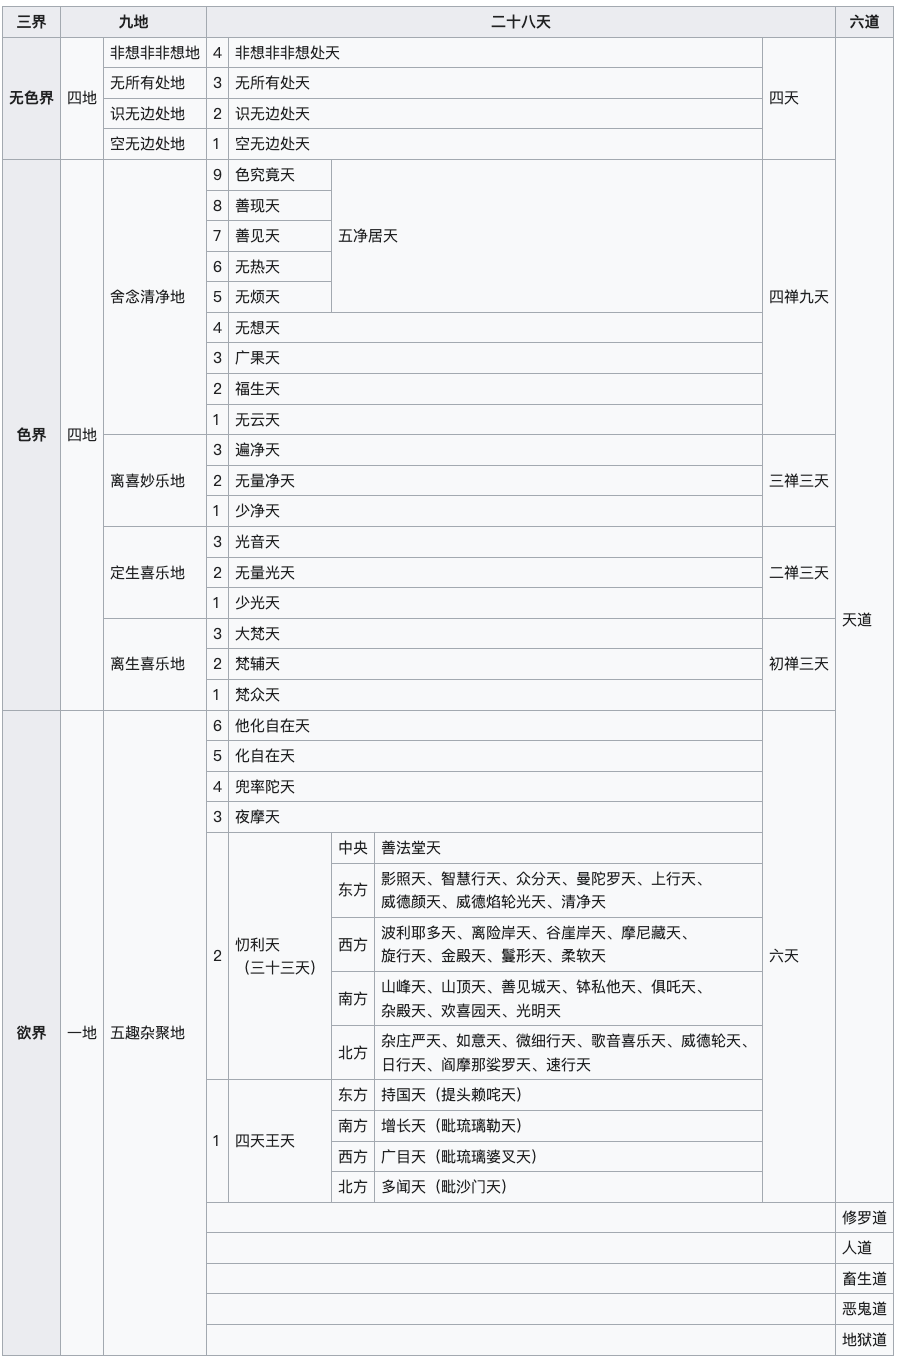 三界 九地 二十八天 六道
无色界 四地 非想非非想地 4 非想非非想处天 四天 天道
无所有处地 3 无所有处天
识无边处地 2 识无边处天
空无边处地 1 空无边处天
色界 四地 舍念清净地 9 色究竟天 五净居天 四禅九天
8 善现天
7 善见天
6 无热天
5 无烦天
4 无想天
3 广果天
2 福生天
1 无云天
离喜妙乐地 3 遍净天 三禅三天
2 无量净天
1 少净天
定生喜乐地 3 光音天 二禅三天
2 无量光天
1 少光天
离生喜乐地 3 大梵天 初禅三天
2 梵辅天
1 梵众天
欲界 一地 五趣杂聚地 6 他化自在天 六天
5 化自在天
4 兜率陀天
3 夜摩天
2 忉利天
（三十三天）
中央 善法堂天
东方 影照天、智慧行天、众分天、曼陀罗天、上行天、
威德颜天、威德焰轮光天、清净天
西方 波利耶多天、离险岸天、谷崖岸天、摩尼藏天、
旋行天、金殿天、鬘形天、柔软天
南方 山峰天、山顶天、善见城天、钵私他天、俱吒天、
杂殿天、欢喜园天、光明天
北方 杂庄严天、如意天、微细行天、歌音喜乐天、威德轮天、
日行天、阎摩那娑罗天、速行天
1 四天王天 东方 持国天（提头赖咤天）
南方 增长天（毗琉璃勒天）
西方 广目天（毗琉璃婆叉天）
北方 多闻天（毗沙门天）
修罗道
人道
畜生道
恶鬼道
地狱道